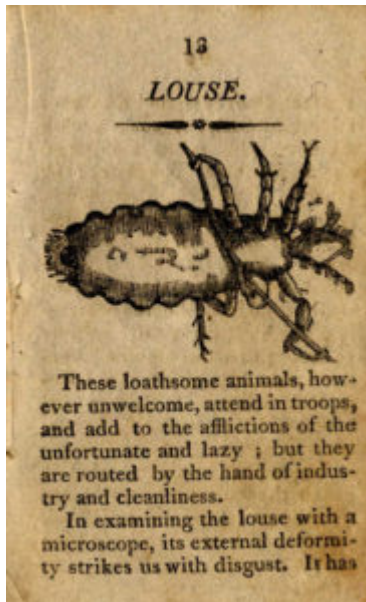 13
LOUSE.
These loathsome animals, how-
ever unwelcome, attend in troops,
and add to the afflictions of the
unfortunate and lazy ; but they
are routed by the hand of indus-
try and cleanliness.
In examining the louse with a
microscope, its external deformi-
ty strikes us with disgust. It has